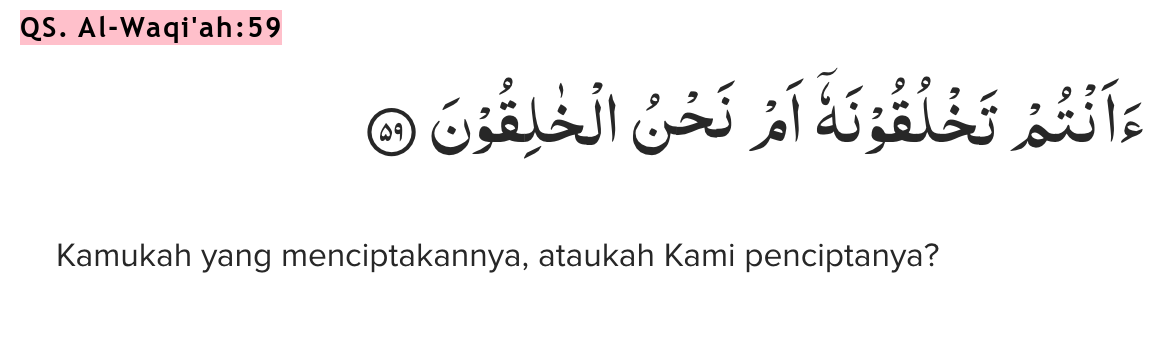 QS. Al-Waqi'ah:59
ءَاَنْتُمْ تَخْلُقُوْنَهٗٓ اَمْ نَحْنُ الْخٰلِقُوْنَ ۝٥٩
Kamukah yang menciptakannya, ataukah Kami penciptanya?